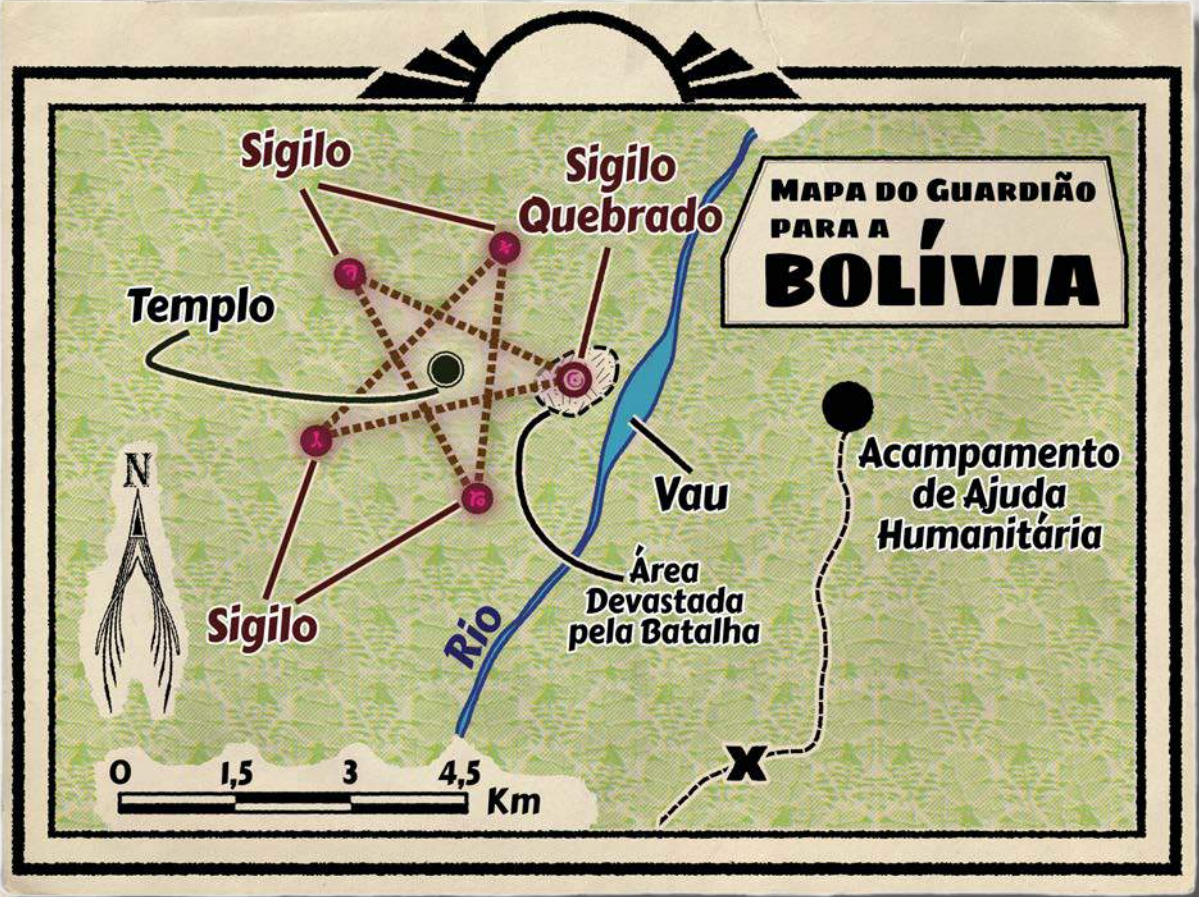 Sigilo
Sigilo
Quebrado
MAPA DO GUARDIÃO
PARA A
BOLÍVIA
Templo
Acampamento
de Ajuda
Humanitária
Vau
N
Área
Devastada
pela Batalha
Sigilo
Rio
X
0 1,5 3 4,5
Km